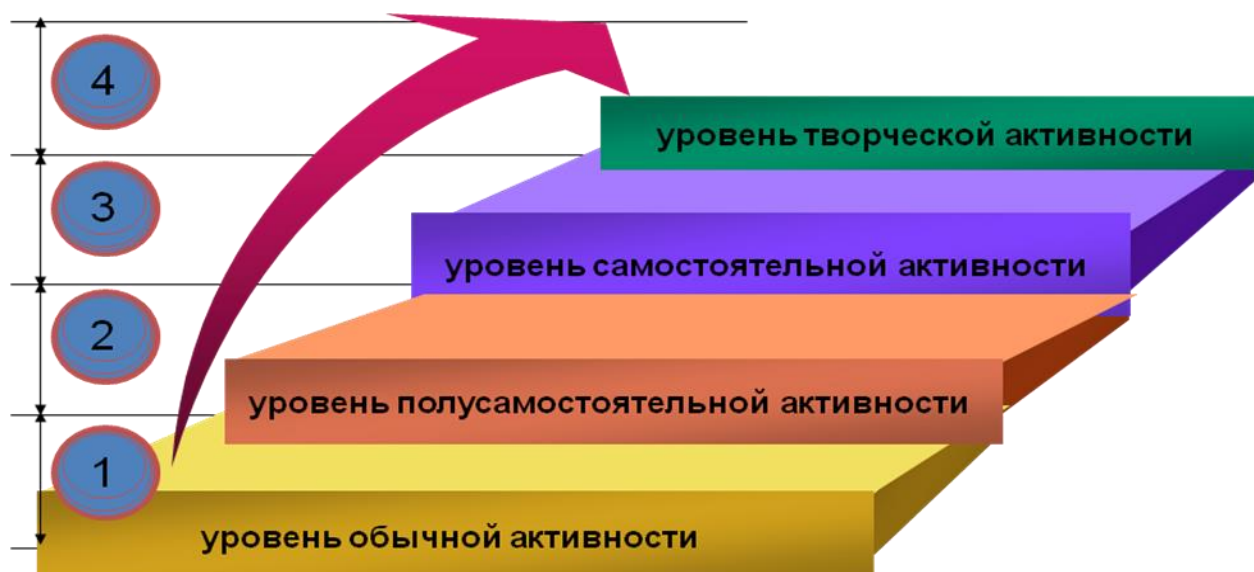 4
уровень творческой активности
3
уровень самостоятельной активности
2
уровень полусамостоятельной активности
1
уровень обычной активности